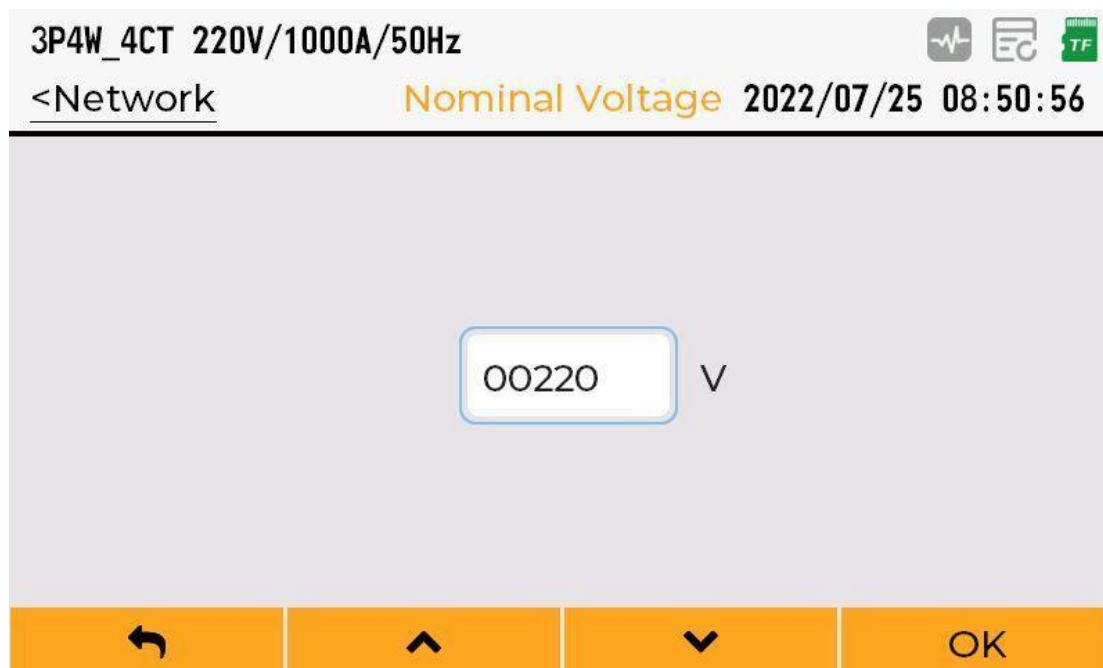 3P4W_4CT 220V/1000A/50Hz
TF
<Network Nominal Voltage 2022/07/25 08:50:56
00220 V
OK